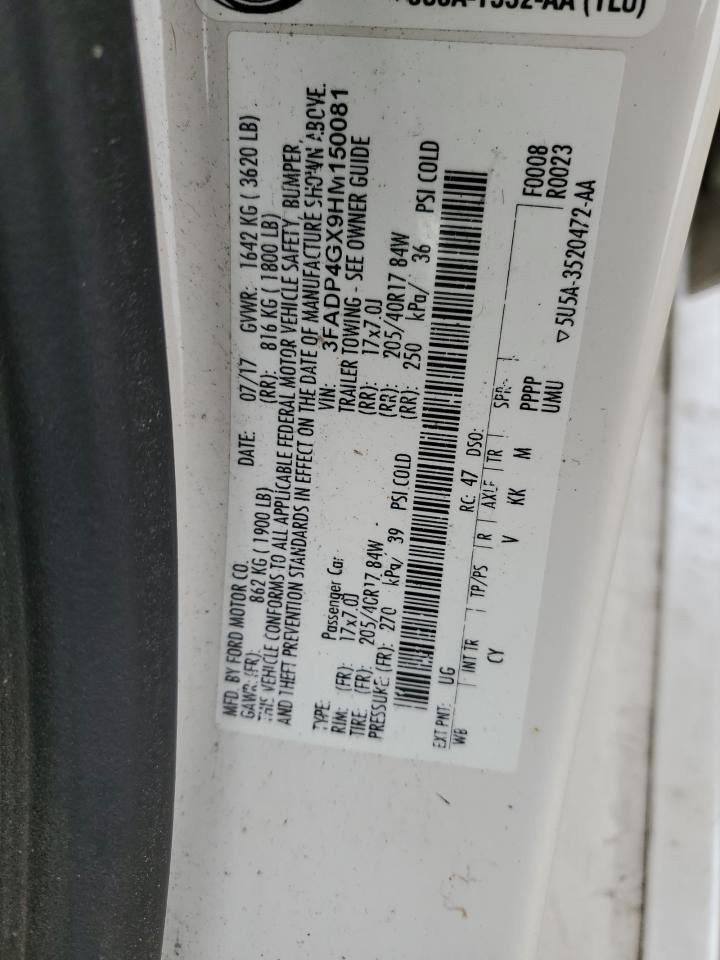 MFD. BY FORD MOTOR CO. DATE: 07/17 GVWR: 1642 KG ( 3620 LB)
GAWR: (FR): 862 KG ( 1900 LB) (RR): 816 KG ( 1800 LB)
THIS VEHICLE CONFORMS TO ALL APPLICABLE FEDERAL MOTOR VEHICLE SAFETY, BUMPER,
AND THEFT PREVENTION STANDARDS IN EFFECT ON THE DATE OF MANUFACTURE SHOWN ABOVE.
VIN: 3FADP4GX9HM150081
TYPE: Passenger Car TRAILER TOWING - SEE OWNER GUIDE
RIM: (FR): 17x7.0J (RR): 17x7.0J
TIRE: (FR): 205/40R17 84W (RR): 205/40R17 84W
PRESSURE: (FR): 270 kPa/ 39 PSI COLD (RR): 250 kPa/ 36 PSI COLD
EXT PNT: UG RC: 47 DSO: F0008
WB INT TR TP/PS R AXLE TR SPR R0023
CY V KK M PPPP
UMU
▽5U5A-3520472-AA